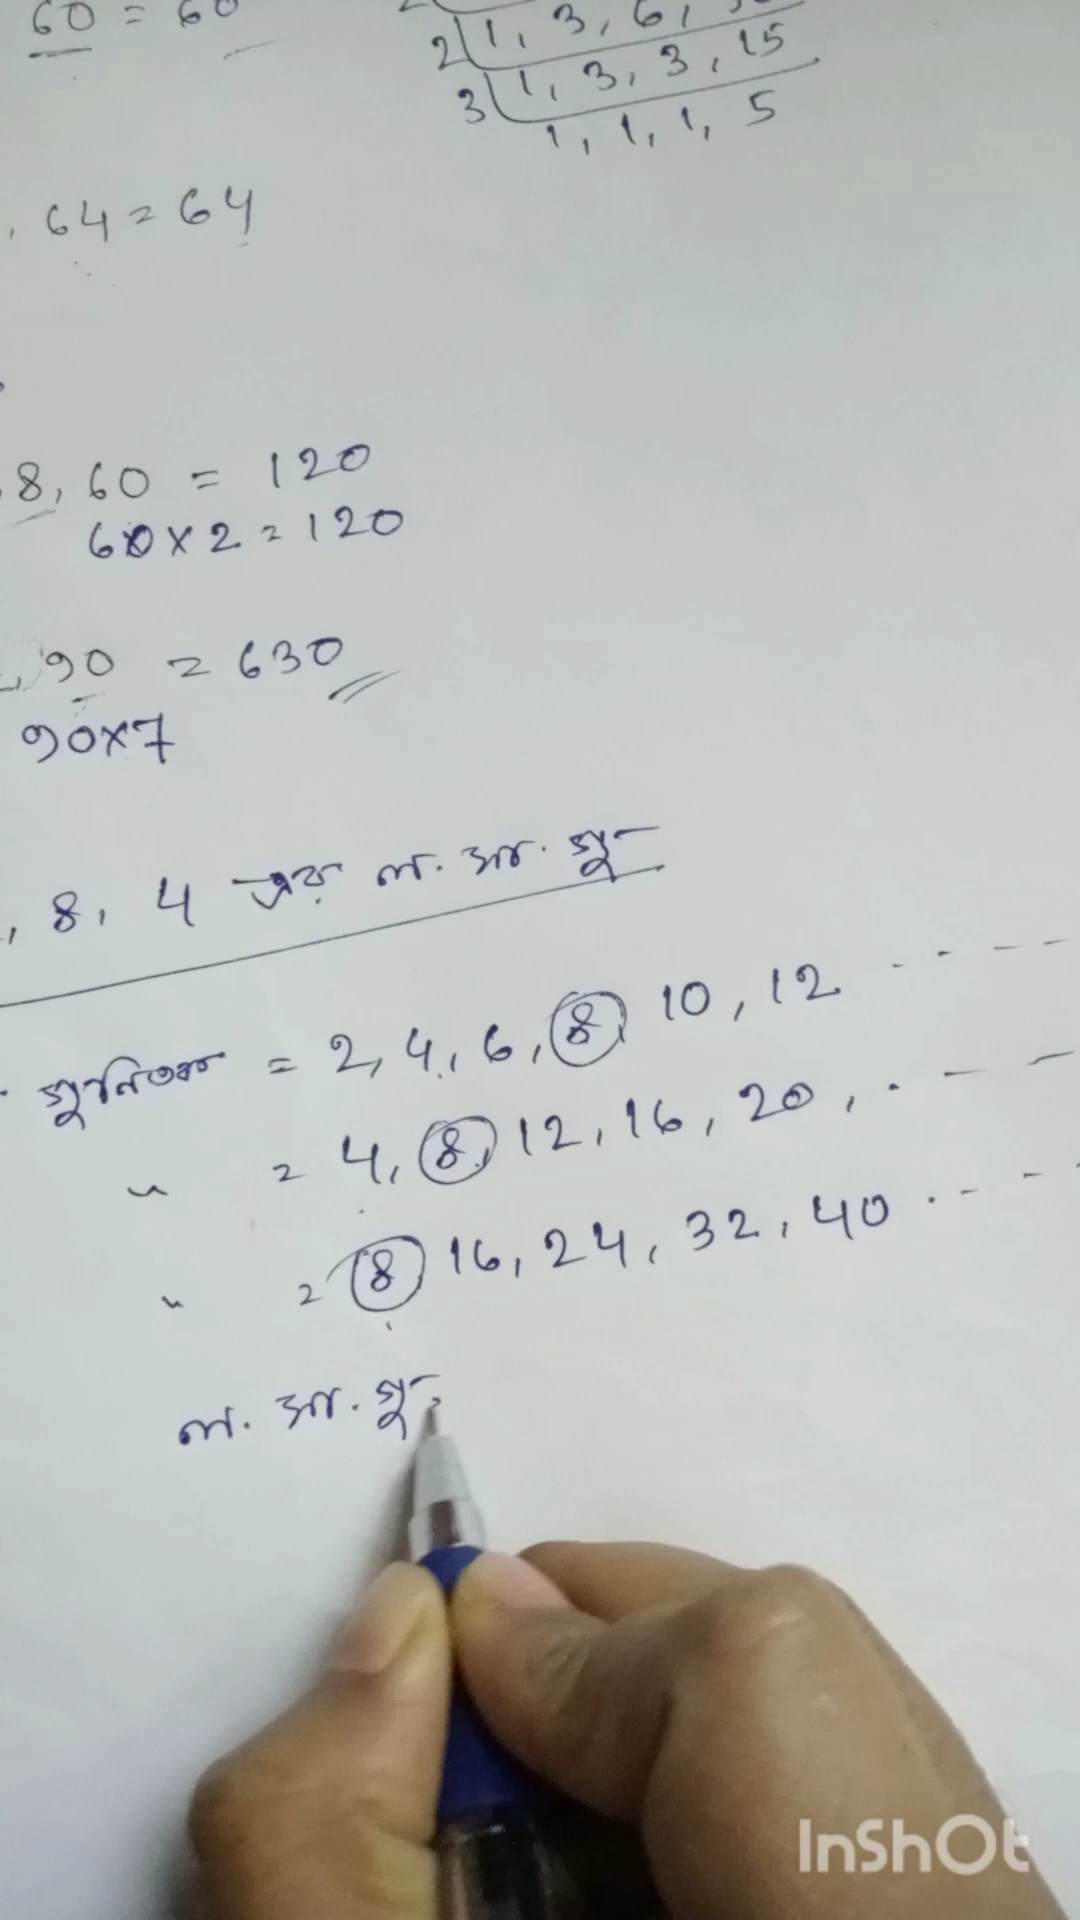 60 = 60
2 1, 3, 6,
3 1, 3, 3, 15
1, 1, 1, 5
, 64 = 64
8, 60 = 120
60 × 2 = 120
, 90 = 630
90×7
, 8, 4 এর ল. সা. গু-
গুনিতক = 2, 4, 6, 8, 10, 12 - - - -
" = 4, 8, 12, 16, 20, - - -
" = 8, 16, 24, 32, 40 - - - -
ল. সা. গু-
InShOt